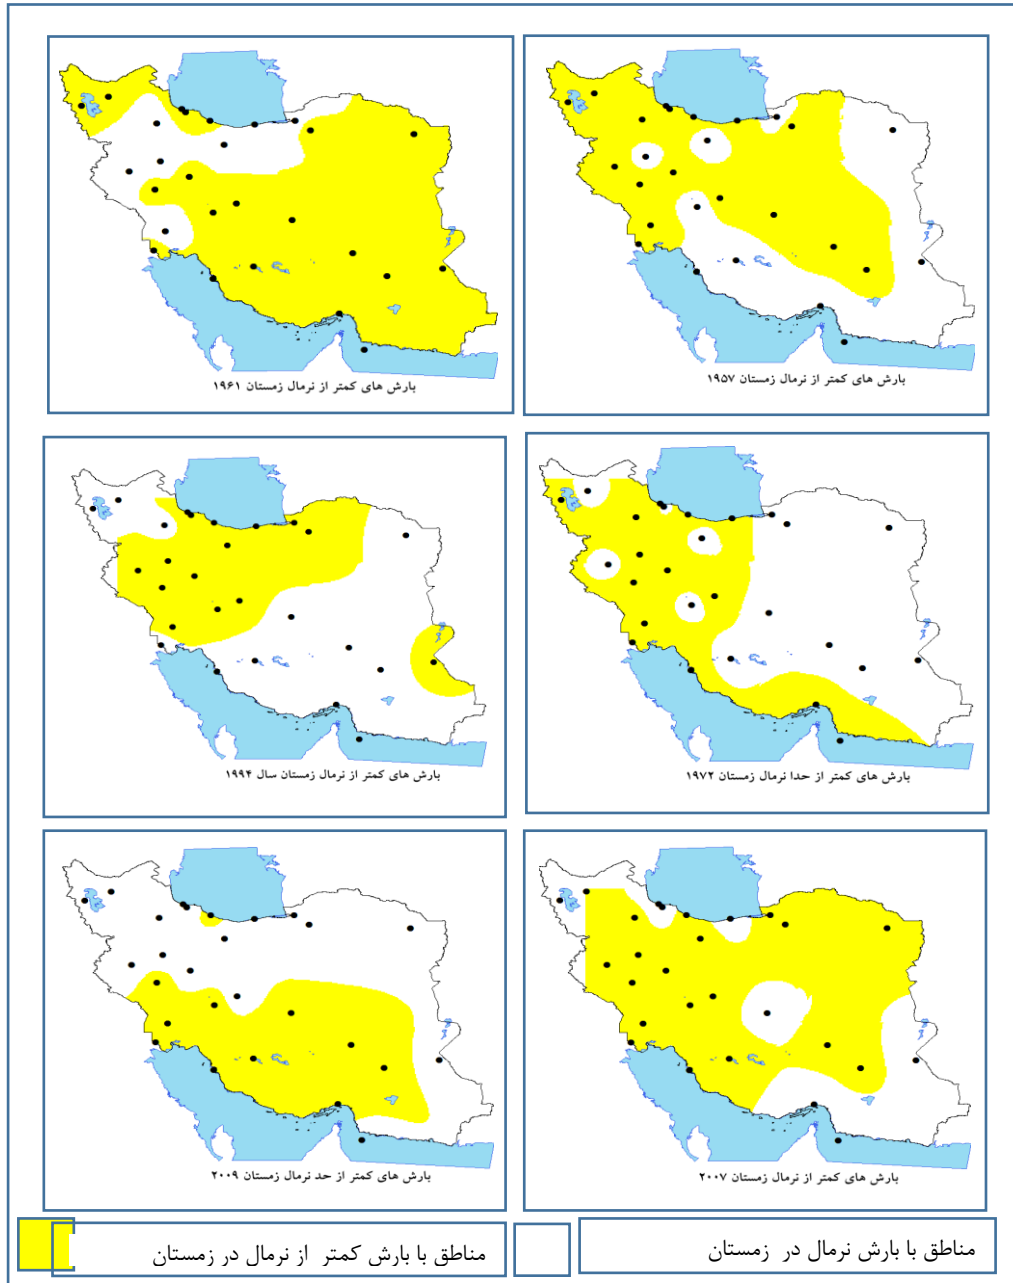 بارش های کمتر از نرمال زمستان ۱۹۵۷
بارش های کمتر از نرمال زمستان ۱۹۶۱
بارش های کمتر از حدا نرمال زمستان ۱۹۷۲
بارش های کمتر از نرمال زمستان سال ۱۹۹۴
بارش های کمتر از نرمال زمستان ۲۰۰۷
بارش های کمتر از حد نرمال زمستان ۲۰۰۹
مناطق با بارش نرمال در زمستان
مناطق با بارش کمتر از نرمال در زمستان